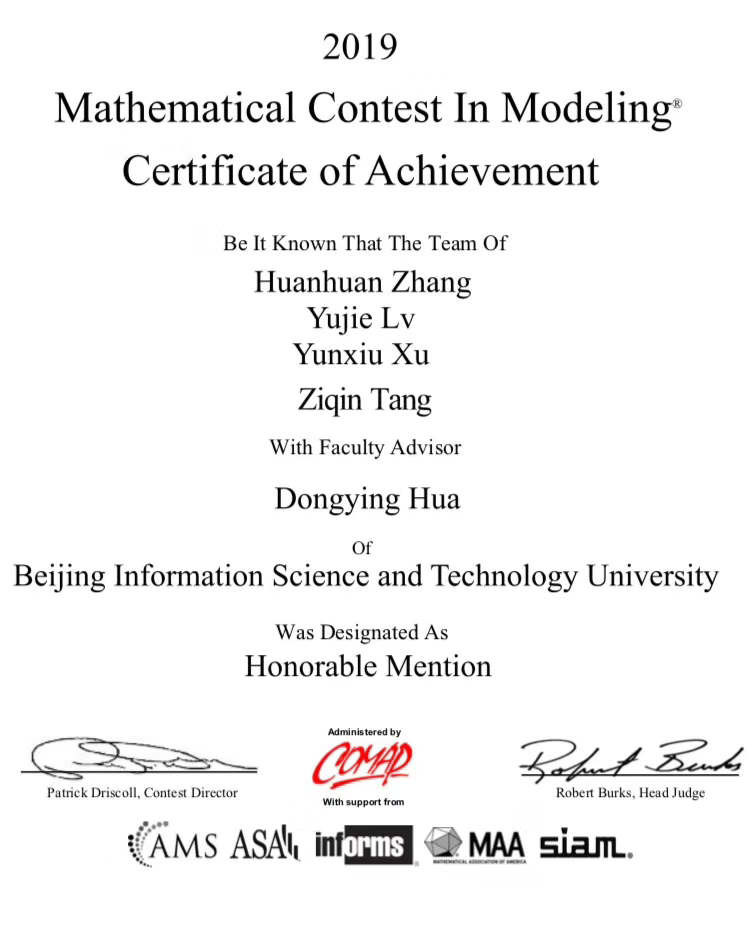 2019
Mathematical Contest In Modeling®
Certificate of Achievement
Be It Known That The Team Of
Huanhuan Zhang
Yujie Lv
Yunxiu Xu
Ziqin Tang
With Faculty Advisor
Dongying Hua
Of
Beijing Information Science and Technology University
Was Designated As
Honorable Mention
Administered by
COMAP
Patrick Driscoll, Contest Director
With support from
Robert Burks, Head Judge
AMS ASA informs MAA siam.
MATHEMATICAL ASSOCIATION OF AMERICA